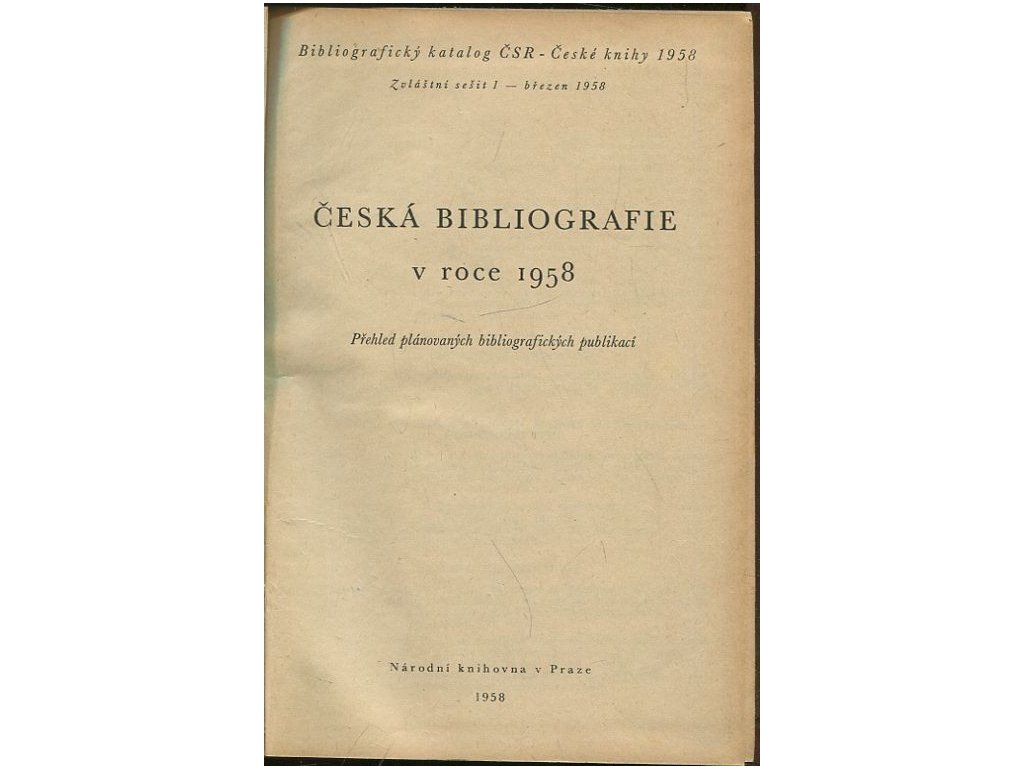 Bibliografický katalog ČSR - České knihy 1958
Zvláštní sešit I — březen 1958
ČESKÁ BIBLIOGRAFIE
v roce 1958
Přehled plánovaných bibliografických publikací
Národní knihovna v Praze
1958